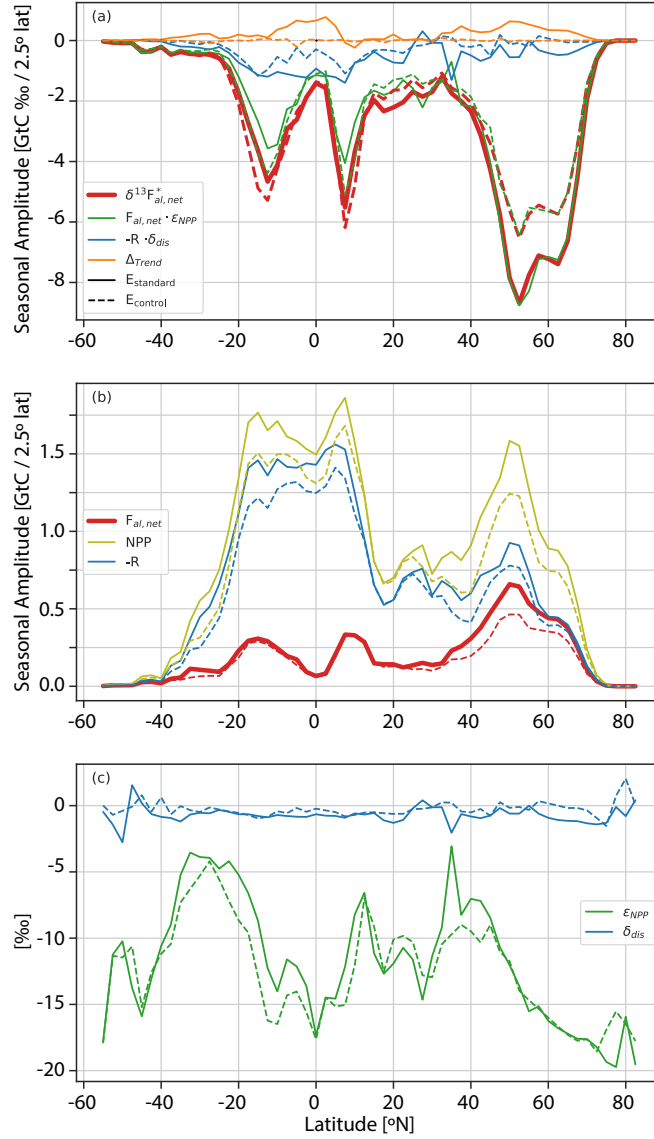 (a)
Seasonal Amplitude [GtC ‰ / 2.5º lat]
0
-2
-4
-6
-8
δ¹³F*al,net
Fal,net · εNPP
-R · δdis
ΔTrend
Estandard
Econtrol
-60 -40 -20 0 20 40 60 80
(b)
Seasonal Amplitude [GtC / 2.5º lat]
1.5
1.0
0.5
0.0
Fal,net
NPP
-R
-60 -40 -20 0 20 40 60 80
(c)
[‰]
0
-5
-10
-15
-20
εNPP
δdis
-60 -40 -20 0 20 40 60 80
Latitude [ºN]